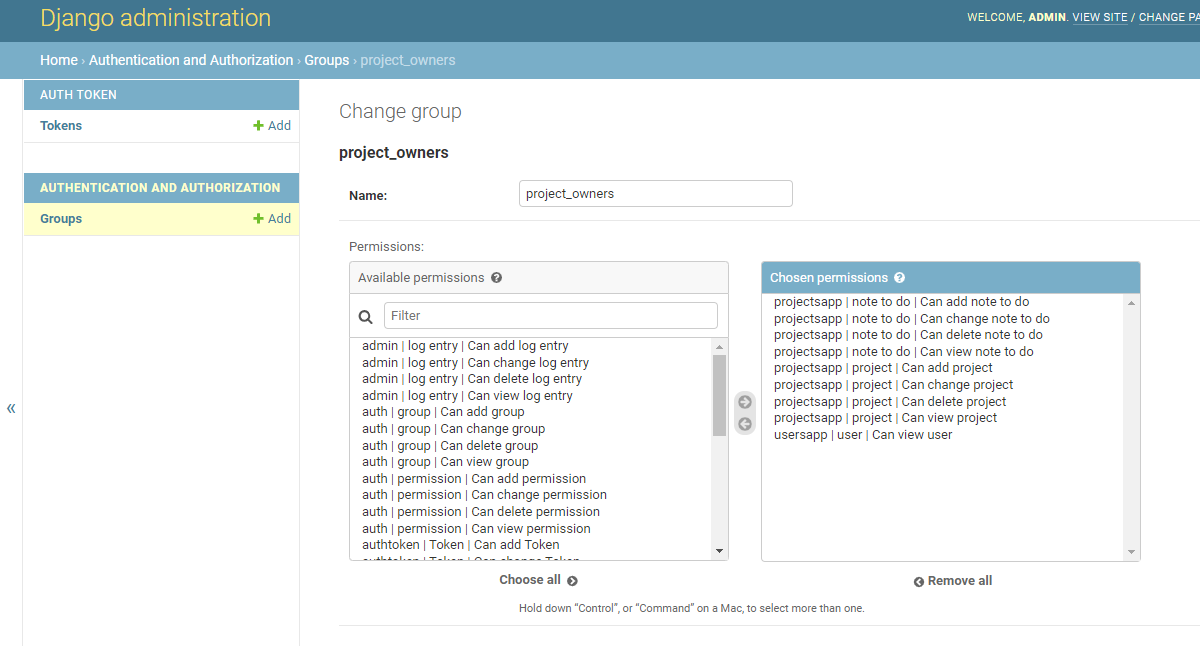 Django administration
WELCOME, ADMIN. VIEW SITE / CHANGE PA
Home › Authentication and Authorization › Groups › project_owners
AUTH TOKEN
Tokens
Add
AUTHENTICATION AND AUTHORIZATION
Groups
Add
«
Change group
project_owners
Name:
project_owners
Permissions:
Available permissions ?
Filter
admin | log entry | Can add log entry
admin | log entry | Can change log entry
admin | log entry | Can delete log entry
admin | log entry | Can view log entry
auth | group | Can add group
auth | group | Can change group
auth | group | Can delete group
auth | group | Can view group
auth | permission | Can add permission
auth | permission | Can change permission
auth | permission | Can delete permission
auth | permission | Can view permission
authtoken | Token | Can add Token
authtoken | Token | Can change Token
Choose all
Chosen permissions ?
projectsapp | note to do | Can add note to do
projectsapp | note to do | Can change note to do
projectsapp | note to do | Can delete note to do
projectsapp | note to do | Can view note to do
projectsapp | project | Can add project
projectsapp | project | Can change project
projectsapp | project | Can delete project
projectsapp | project | Can view project
usersapp | user | Can view user
Remove all
Hold down “Control”, or “Command” on a Mac, to select more than one.